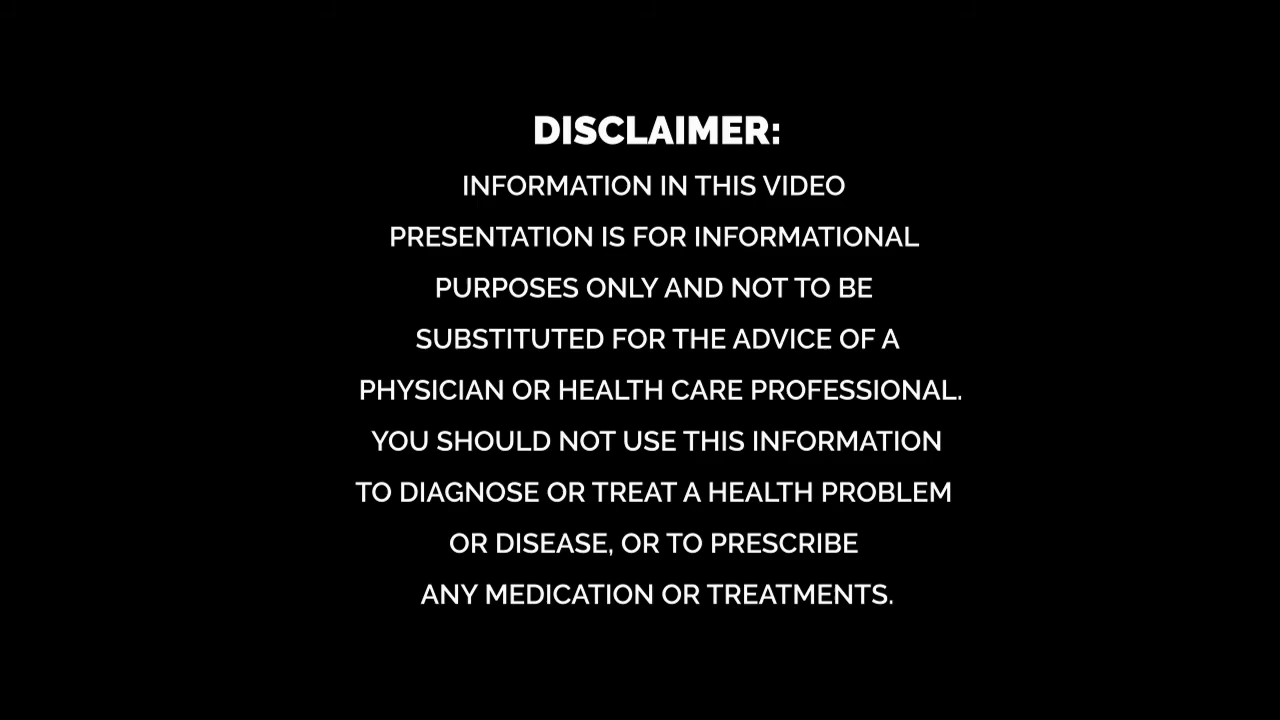 DISCLAIMER:
INFORMATION IN THIS VIDEO
PRESENTATION IS FOR INFORMATIONAL
PURPOSES ONLY AND NOT TO BE
SUBSTITUTED FOR THE ADVICE OF A
PHYSICIAN OR HEALTH CARE PROFESSIONAL.
YOU SHOULD NOT USE THIS INFORMATION
TO DIAGNOSE OR TREAT A HEALTH PROBLEM
OR DISEASE, OR TO PRESCRIBE
ANY MEDICATION OR TREATMENTS.